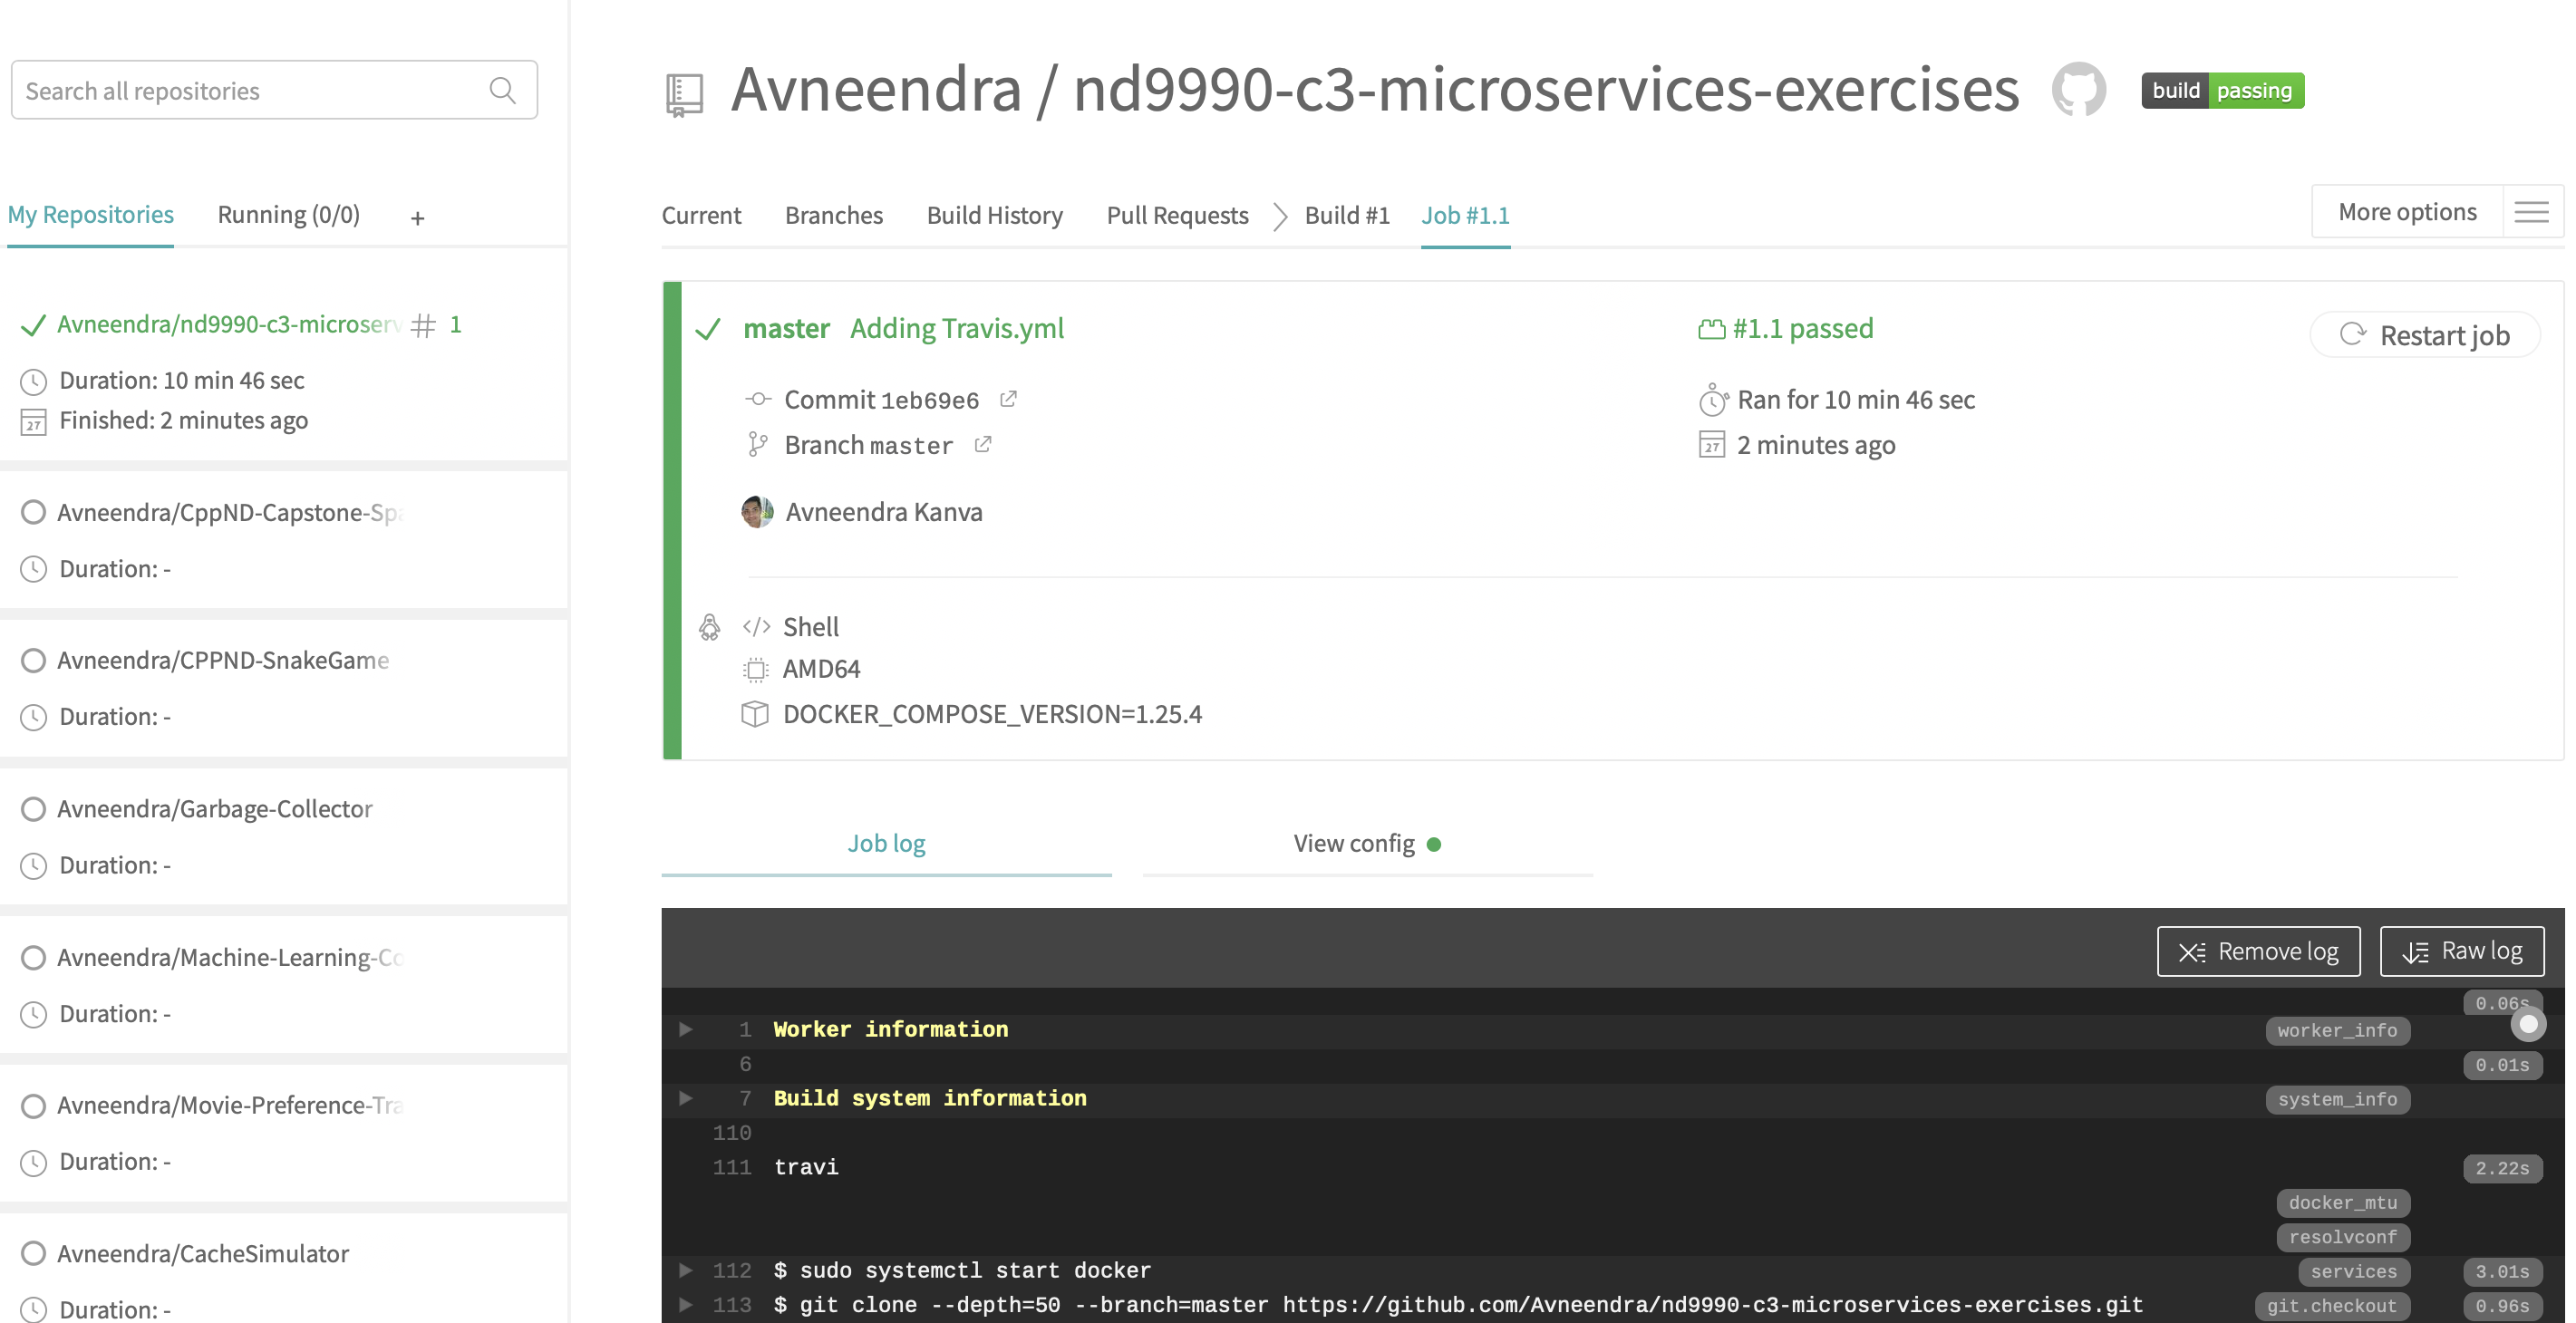 Search all repositories
My Repositories Running (0/0) +
Avneendra/nd9990-c3-microserv # 1
Duration: 10 min 46 sec
27 Finished: 2 minutes ago
Avneendra/CppND-Capstone-Spa
Duration: -
Avneendra/CPPND-SnakeGame
Duration: -
Avneendra/Garbage-Collector
Duration: -
Avneendra/Machine-Learning-Co
Duration: -
Avneendra/Movie-Preference-Tra
Duration: -
Avneendra/CacheSimulator
Duration: -
Avneendra / nd9990-c3-microservices-exercises build passing
Current Branches Build History Pull Requests Build #1 Job #1.1
More options
master Adding Travis.yml
Commit 1eb69e6
Branch master
Avneendra Kanva
#1.1 passed
Ran for 10 min 46 sec
27 2 minutes ago
Restart job
</> Shell
AMD64
DOCKER_COMPOSE_VERSION=1.25.4
Job log View config
Remove log Raw log
0.06s
1 Worker information worker_info
6 0.01s
7 Build system information system_info
110
111 travi 2.22s
docker_mtu
resolvconf
112 $ sudo systemctl start docker services 3.01s
113 $ git clone --depth=50 --branch=master https://github.com/Avneendra/nd9990-c3-microservices-exercises.git git.checkout 0.96s